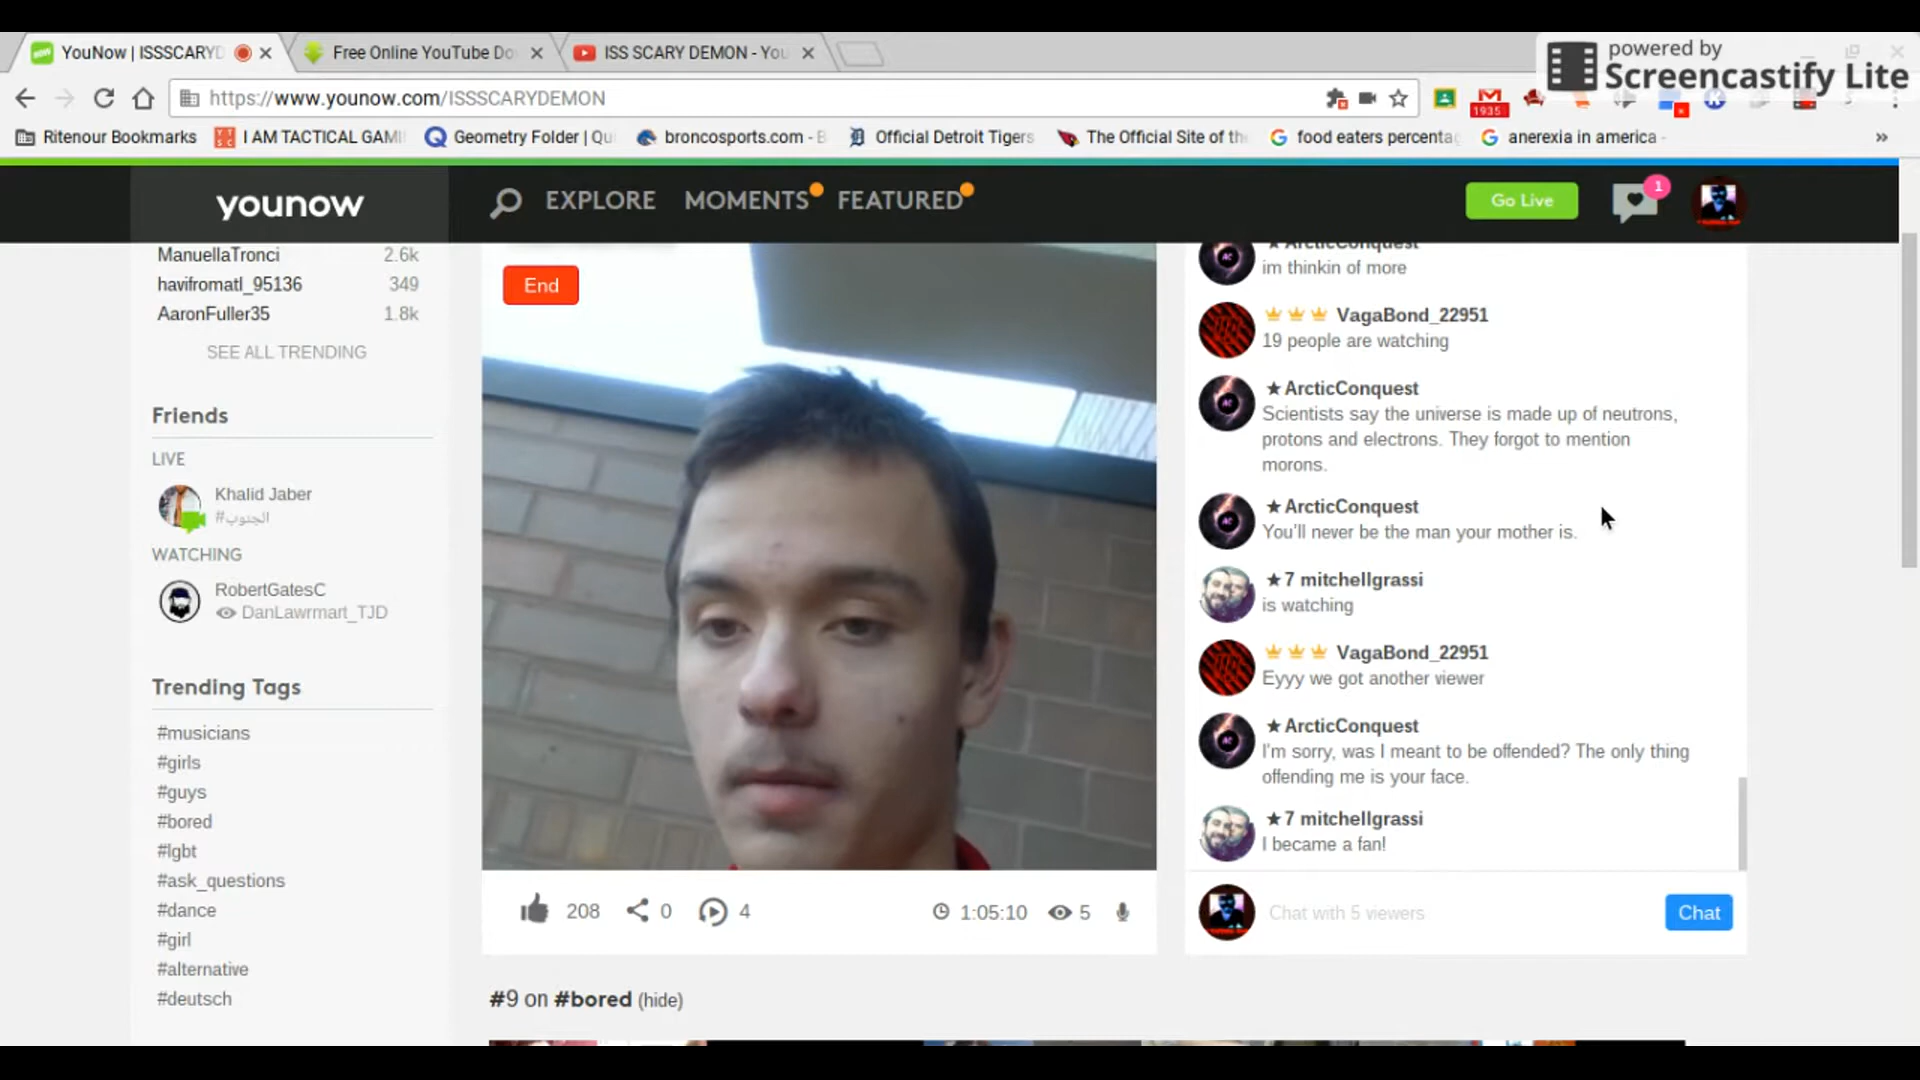 YouNow | ISSSCARYD
Free Online YouTube Do
ISS SCARY DEMON - You
powered by
Screencastify Lite
https://www.younow.com/ISSSCARYDEMON
1935
Ritenour Bookmarks
I AM TACTICAL GAMI
Geometry Folder | Qu
broncosports.com - B
Official Detroit Tigers
The Official Site of th
food eaters percentag
anerexia in america -
»
younow
EXPLORE
MOMENTS
FEATURED
Go Live
1
ManuellaTronci 2.6k
havifromatl_95136 349
AaronFuller35 1.8k
SEE ALL TRENDING
Friends
LIVE
Khalid Jaber
#الجنوب
WATCHING
RobertGatesC
DanLawrmart_TJD
Trending Tags
#musicians
#girls
#guys
#bored
#lgbt
#ask_questions
#dance
#girl
#alternative
#deutsch
End
208
0
4
1:05:10
5
#9 on #bored (hide)
★ ArcticConquest
im thinkin of more
VagaBond_22951
19 people are watching
★ ArcticConquest
Scientists say the universe is made up of neutrons,
protons and electrons. They forgot to mention
morons.
★ ArcticConquest
You'll never be the man your mother is.
★ 7 mitchellgrassi
is watching
VagaBond_22951
Eyyy we got another viewer
★ ArcticConquest
I'm sorry, was I meant to be offended? The only thing
offending me is your face.
★ 7 mitchellgrassi
I became a fan!
Chat with 5 viewers
Chat